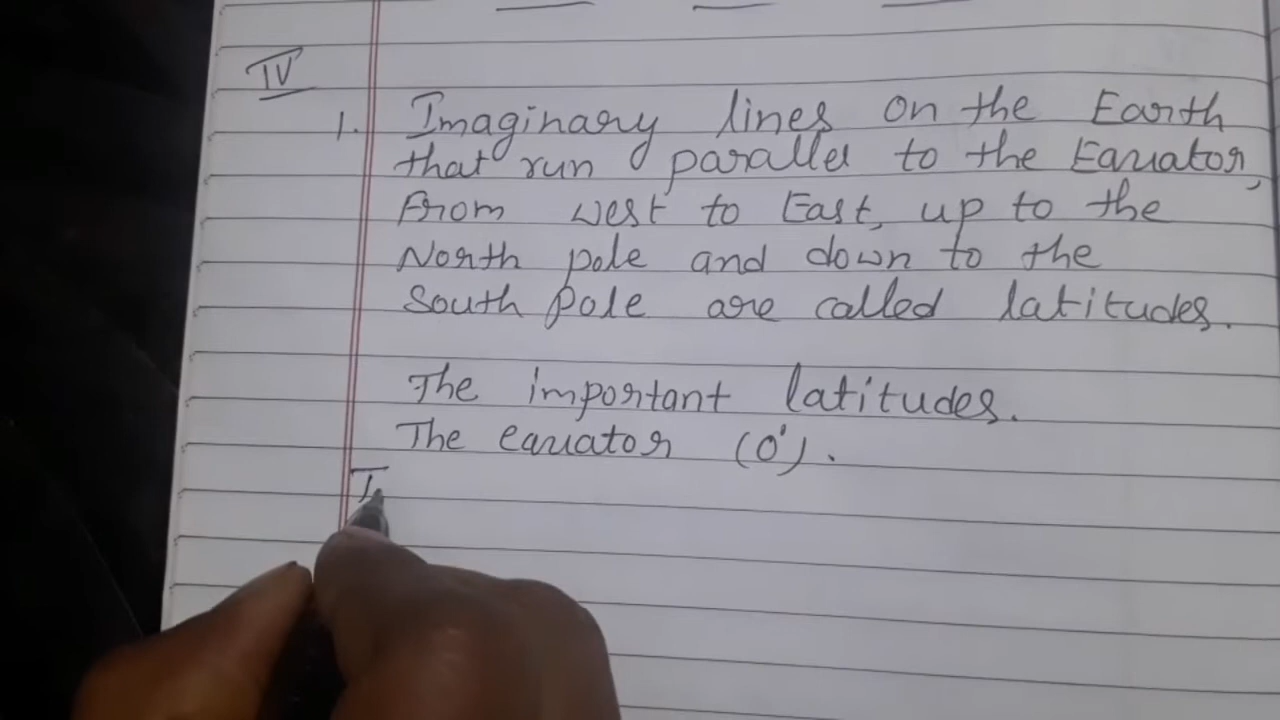 IV
1. Imaginary lines on the Earth
that run parallel to the Equator,
From west to East, up to the
North pole and down to the
South pole are called latitudes.
The important latitudes.
The equator (0°).